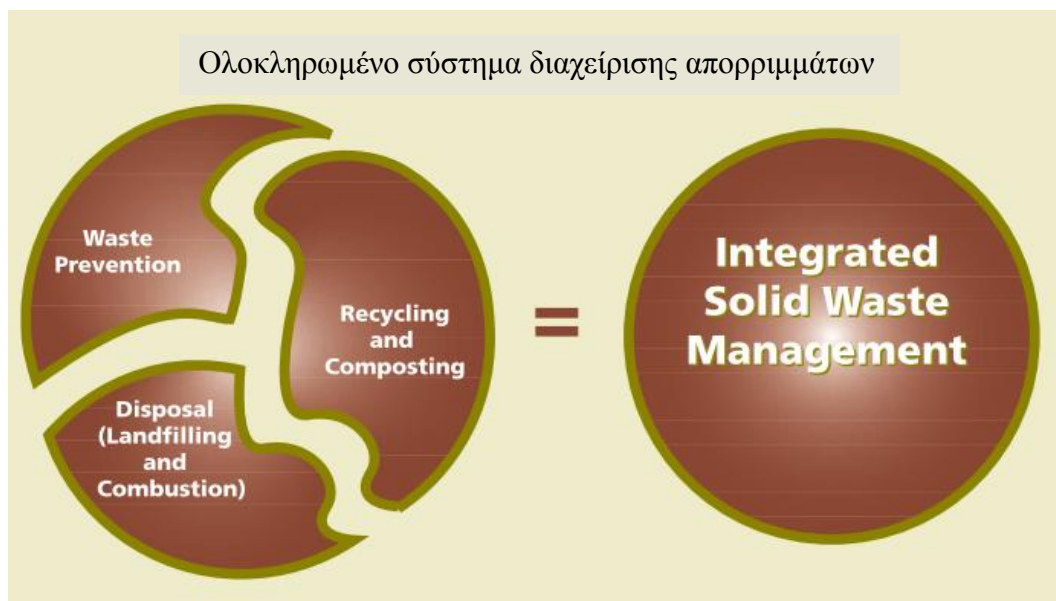 Ολοκληρωμένο σύστημα διαχείρισης απορριμμάτων
Waste
Prevention
Recycling
and
Composting
Disposal
(Landfilling
and
Combustion)
=
Integrated
Solid Waste
Management